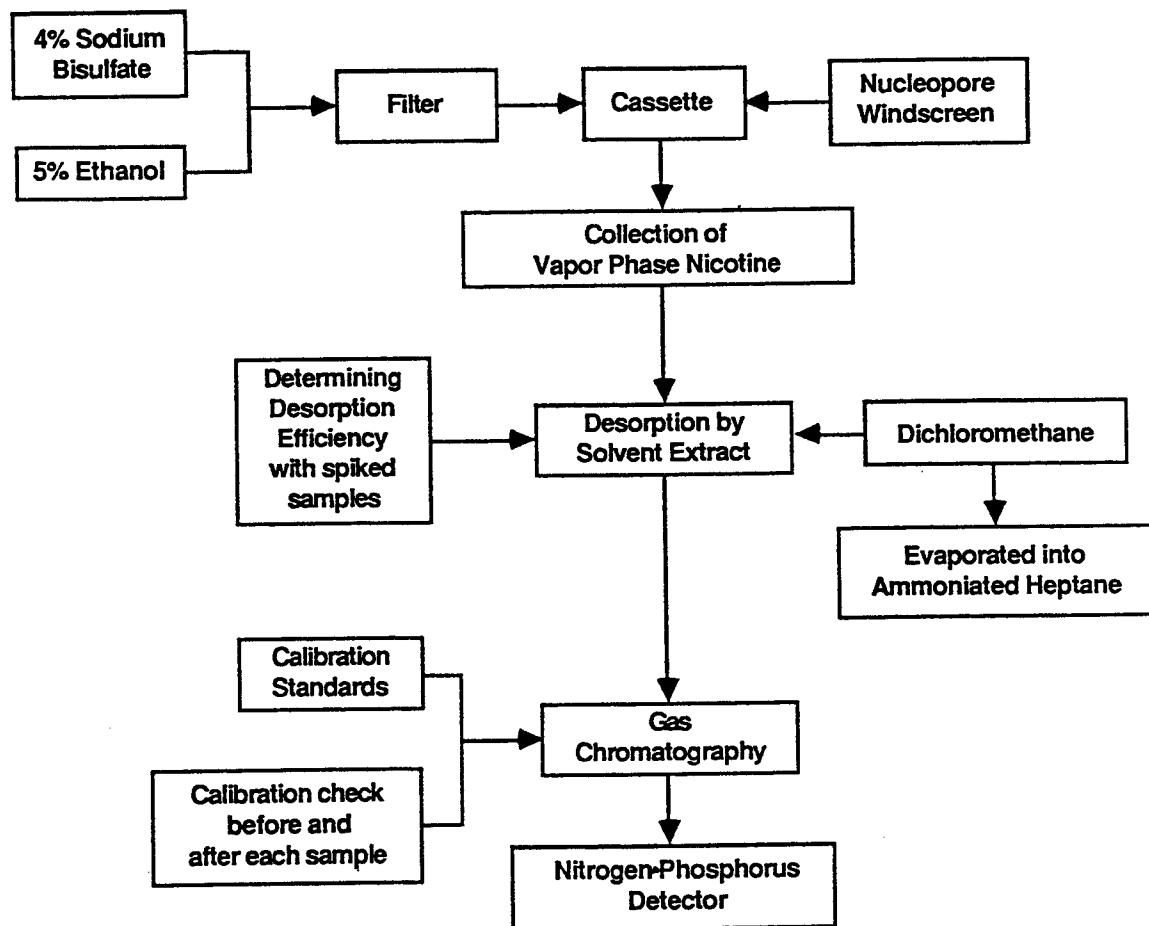 4% Sodium
Bisulfate
5% Ethanol
Filter
Cassette
Nucleopore
Windscreen
Collection of
Vapor Phase Nicotine
Determining
Desorption
Efficiency
with spiked
samples
Desorption by
Solvent Extract
Dichloromethane
Evaporated into
Ammoniated Heptane
Calibration
Standards
Calibration check
before and
after each sample
Gas
Chromatography
Nitrogen-Phosphorus
Detector